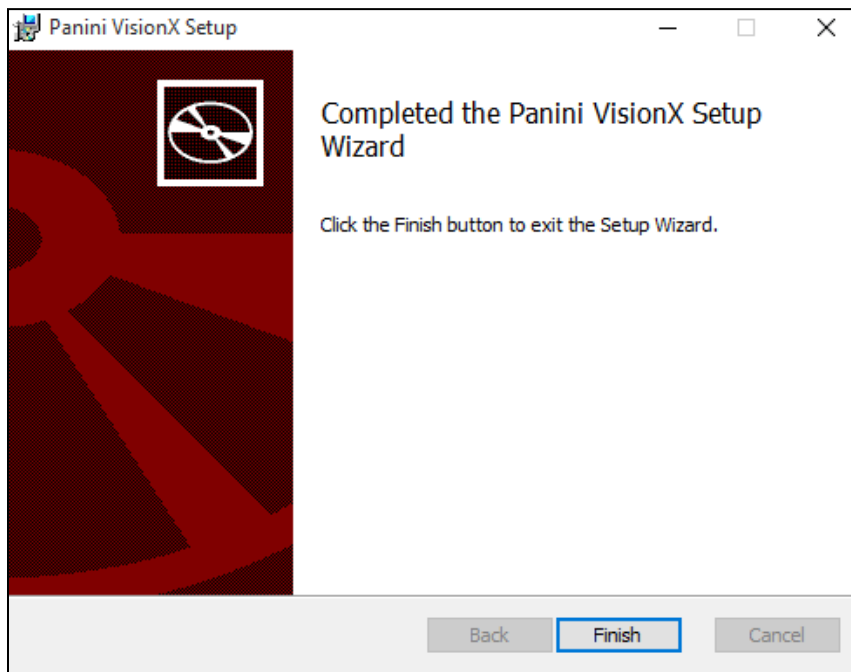 Panini VisionX Setup
Completed the Panini VisionX Setup
Wizard
Click the Finish button to exit the Setup Wizard.
Back
Finish
Cancel